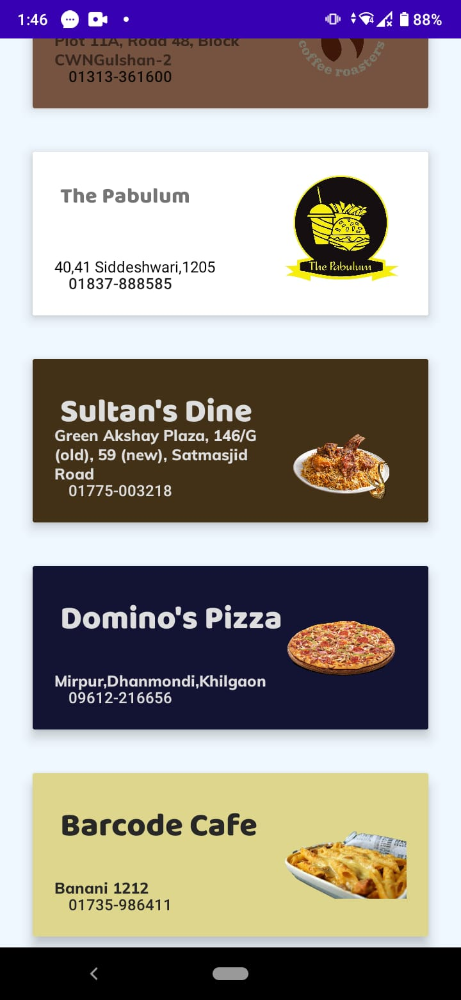 1:46
4
88%
Plot 11A, Road 48, Block
CWNGulshan-2
01313-361600
coffee roasters
The Pabulum
The Pabulum
40,41 Siddeshwari,1205
01837-888585
Sultan's Dine
Green Akshay Plaza, 146/G
(old), 59 (new), Satmasjid
Road
01775-003218
Domino's Pizza
Mirpur,Dhanmondi,Khilgaon
09612-216656
Barcode Cafe
Banani 1212
01735-986411